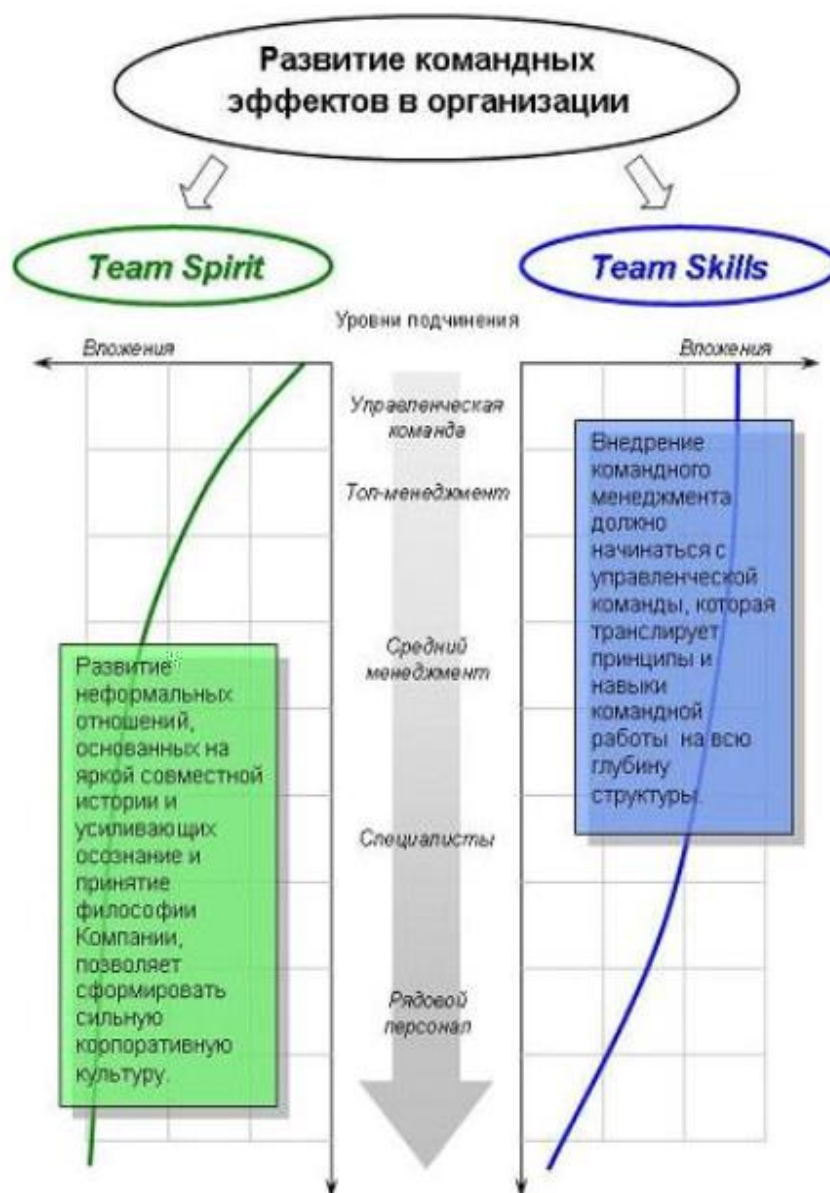 Развитие командных
эффектов в организации
Team Spirit
Team Skills
Уровни подчинения
Вложения
Вложения
Управленческая
команда
Топ-менеджмент
Средний
менеджмент
Специалисты
Рядовой
персонал
Развитие
неформальных
отношений,
основанных на
яркой совместной
истории и
усиливающих
осознание и
принятие
философии
Компании,
позволяет
сформировать
сильную
корпоративную
культуру.
Внедрение
командного
менеджмента
должно
начинаться с
управленческой
команды, которая
транслирует
принципы и
навыки
командной
работы на всю
глубину
структуры.